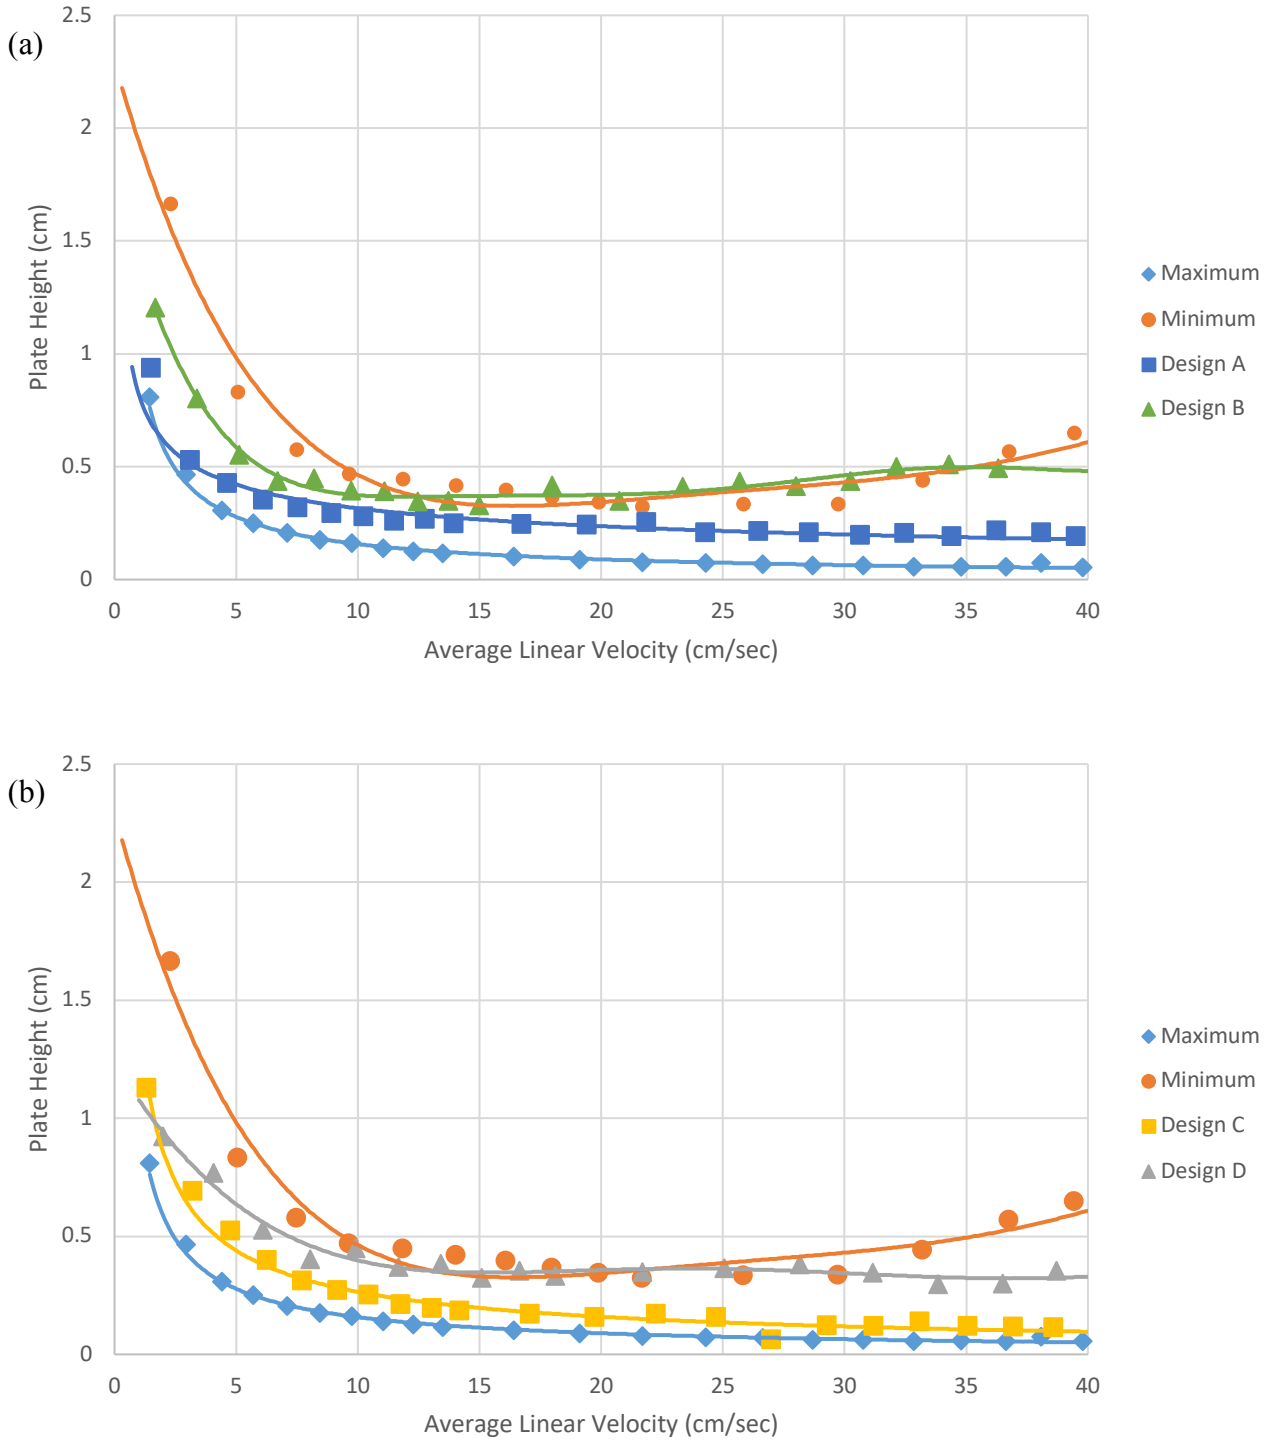 (a)
2.5
2
1.5
1
0.5
0
Plate Height (cm)
0 5 10 15 20 25 30 35 40
Average Linear Velocity (cm/sec)
Maximum
Minimum
Design A
Design B
(b)
2.5
2
1.5
1
0.5
0
Plate Height (cm)
0 5 10 15 20 25 30 35 40
Average Linear Velocity (cm/sec)
Maximum
Minimum
Design C
Design D